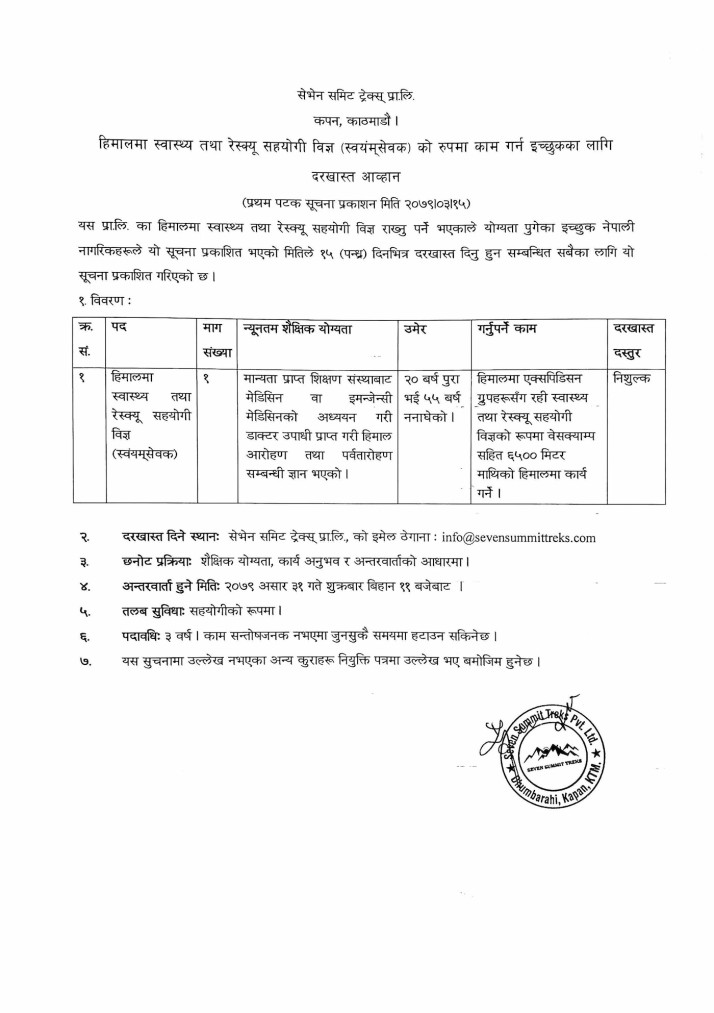 सेभेन समिट ट्रेक्स् प्रा.लि.
कपन, काठमाडौ ।
हिमालमा स्वास्थ्य तथा रेस्क्यू सहयोगी विज्ञ (स्वयंम्सेवक) को रुपमा काम गर्न इच्छुकका लागि
दरखास्त आव्हान
(प्रथम पटक सूचना प्रकाशन मिति २०७९।०३।१५)
यस प्रा.लि. का हिमालमा स्वास्थ्य तथा रेस्क्यू सहयोगी विज्ञ राख्नु पर्ने भएकाले योग्यता पुगेका इच्छुक नेपाली
नागरिकहरूले यो सूचना प्रकाशित भएको मितिले १५ (पन्ध्र) दिनभित्र दरखास्त दिनु हुन सम्बन्धित सबैका लागि यो
सूचना प्रकाशित गरिएको छ ।
१. विवरण :
क्र. सं.
पद
माग संख्या
न्यूनतम शैक्षिक योग्यता
उमेर
गर्नुपर्ने काम
दरखास्त दस्तुर
१
हिमालमा
स्वास्थ्य तथा
रेस्क्यू सहयोगी
विज्ञ
(स्वंयम्सेवक)
१
मान्यता प्राप्त शिक्षण संस्थाबाट
मेडिसिन वा इमन्जेन्सी
मेडिसिनको अध्ययन गरी
डाक्टर उपाधी प्राप्त गरी हिमाल
आरोहण तथा पर्वतारोहण
सम्बन्धी ज्ञान भएको ।
२० बर्ष पुरा
भई ५५ बर्ष
ननाघेको ।
हिमालमा एक्सपिडिसन
ग्रुपहरूसँग रही स्वास्थ्य
तथा रेस्क्यू सहयोगी
विज्ञको रूपमा वेसक्याम्प
सहित ६५०० मिटर
माथिको हिमालमा कार्य
गर्ने ।
निशुल्क
२. दरखास्त दिने स्थानः सेभेन समिट ट्रेक्स् प्रा.लि., को इमेल ठेगाना : info@sevensummittreks.com
३. छनोट प्रक्रियाः शैक्षिक योग्यता, कार्य अनुभव र अन्तरवार्ताको आधारमा ।
४. अन्तरवार्ता हुने मितिः २०७९ असार ३१ गते शुक्रबार बिहान ११ बजेबाट ।
५. तलब सुविधाः सहयोगीको रूपमा ।
६. पदावधिः ३ वर्ष । काम सन्तोषजनक नभएमा जुनसुकै समयमा हटाउन सकिनेछ ।
७. यस सुचनामा उल्लेख नभएका अन्य कुराहरू नियुक्ति पत्रमा उल्लेख भए बमोजिम हुनेछ ।
Seven Summit Treks Pvt. Ltd.
SEVEN SUMMIT TREKS
Dhumbarahi, Kapan, KTM.